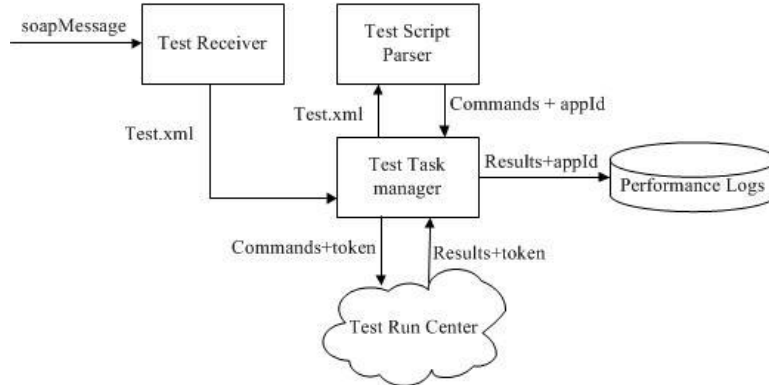 soapMessage
Test Receiver
Test Script
Parser
Test.xml
Test.xml
Commands + appId
Test Task
manager
Results+appId
Performance Logs
Commands+token
Results+token
Test Run Center